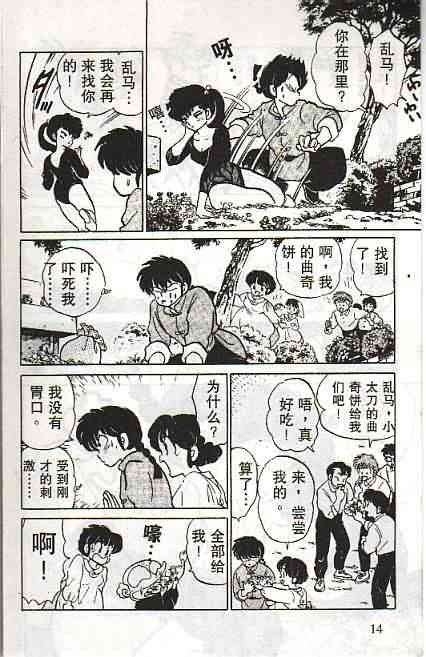 乱马！
你在那里？
呀…
嘻…
乱马…
我会再
来找你
的！
找到
了！
啊，我
的曲奇
饼！
吓……
吓死我
了……
乱马，小
太刀的曲
奇饼给我
们吧！
唔，真
好吃！
来，尝尝
我的。
算了…
为什么？
我没有
胃口。
受到刚
才的刺
激……
全部给
我！
嚎…
啊！
14